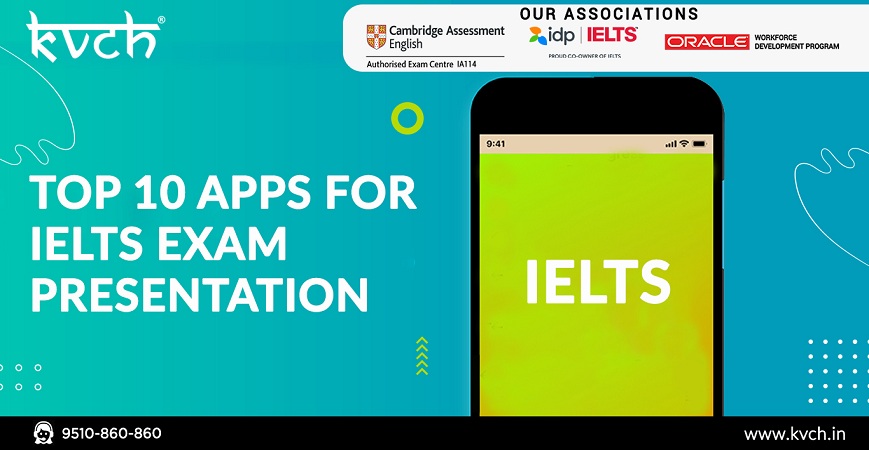 kvch®
OUR ASSOCIATIONS
Cambridge Assessment
English
Authorised Exam Centre IA114
idp | IELTS
PROUD CO-OWNER OF IELTS
ORACLE
WORKFORCE
DEVELOPMENT PROGRAM
9:41
TOP 10 APPS FOR
IELTS EXAM
PRESENTATION
IELTS
9510-860-860
www.kvch.in